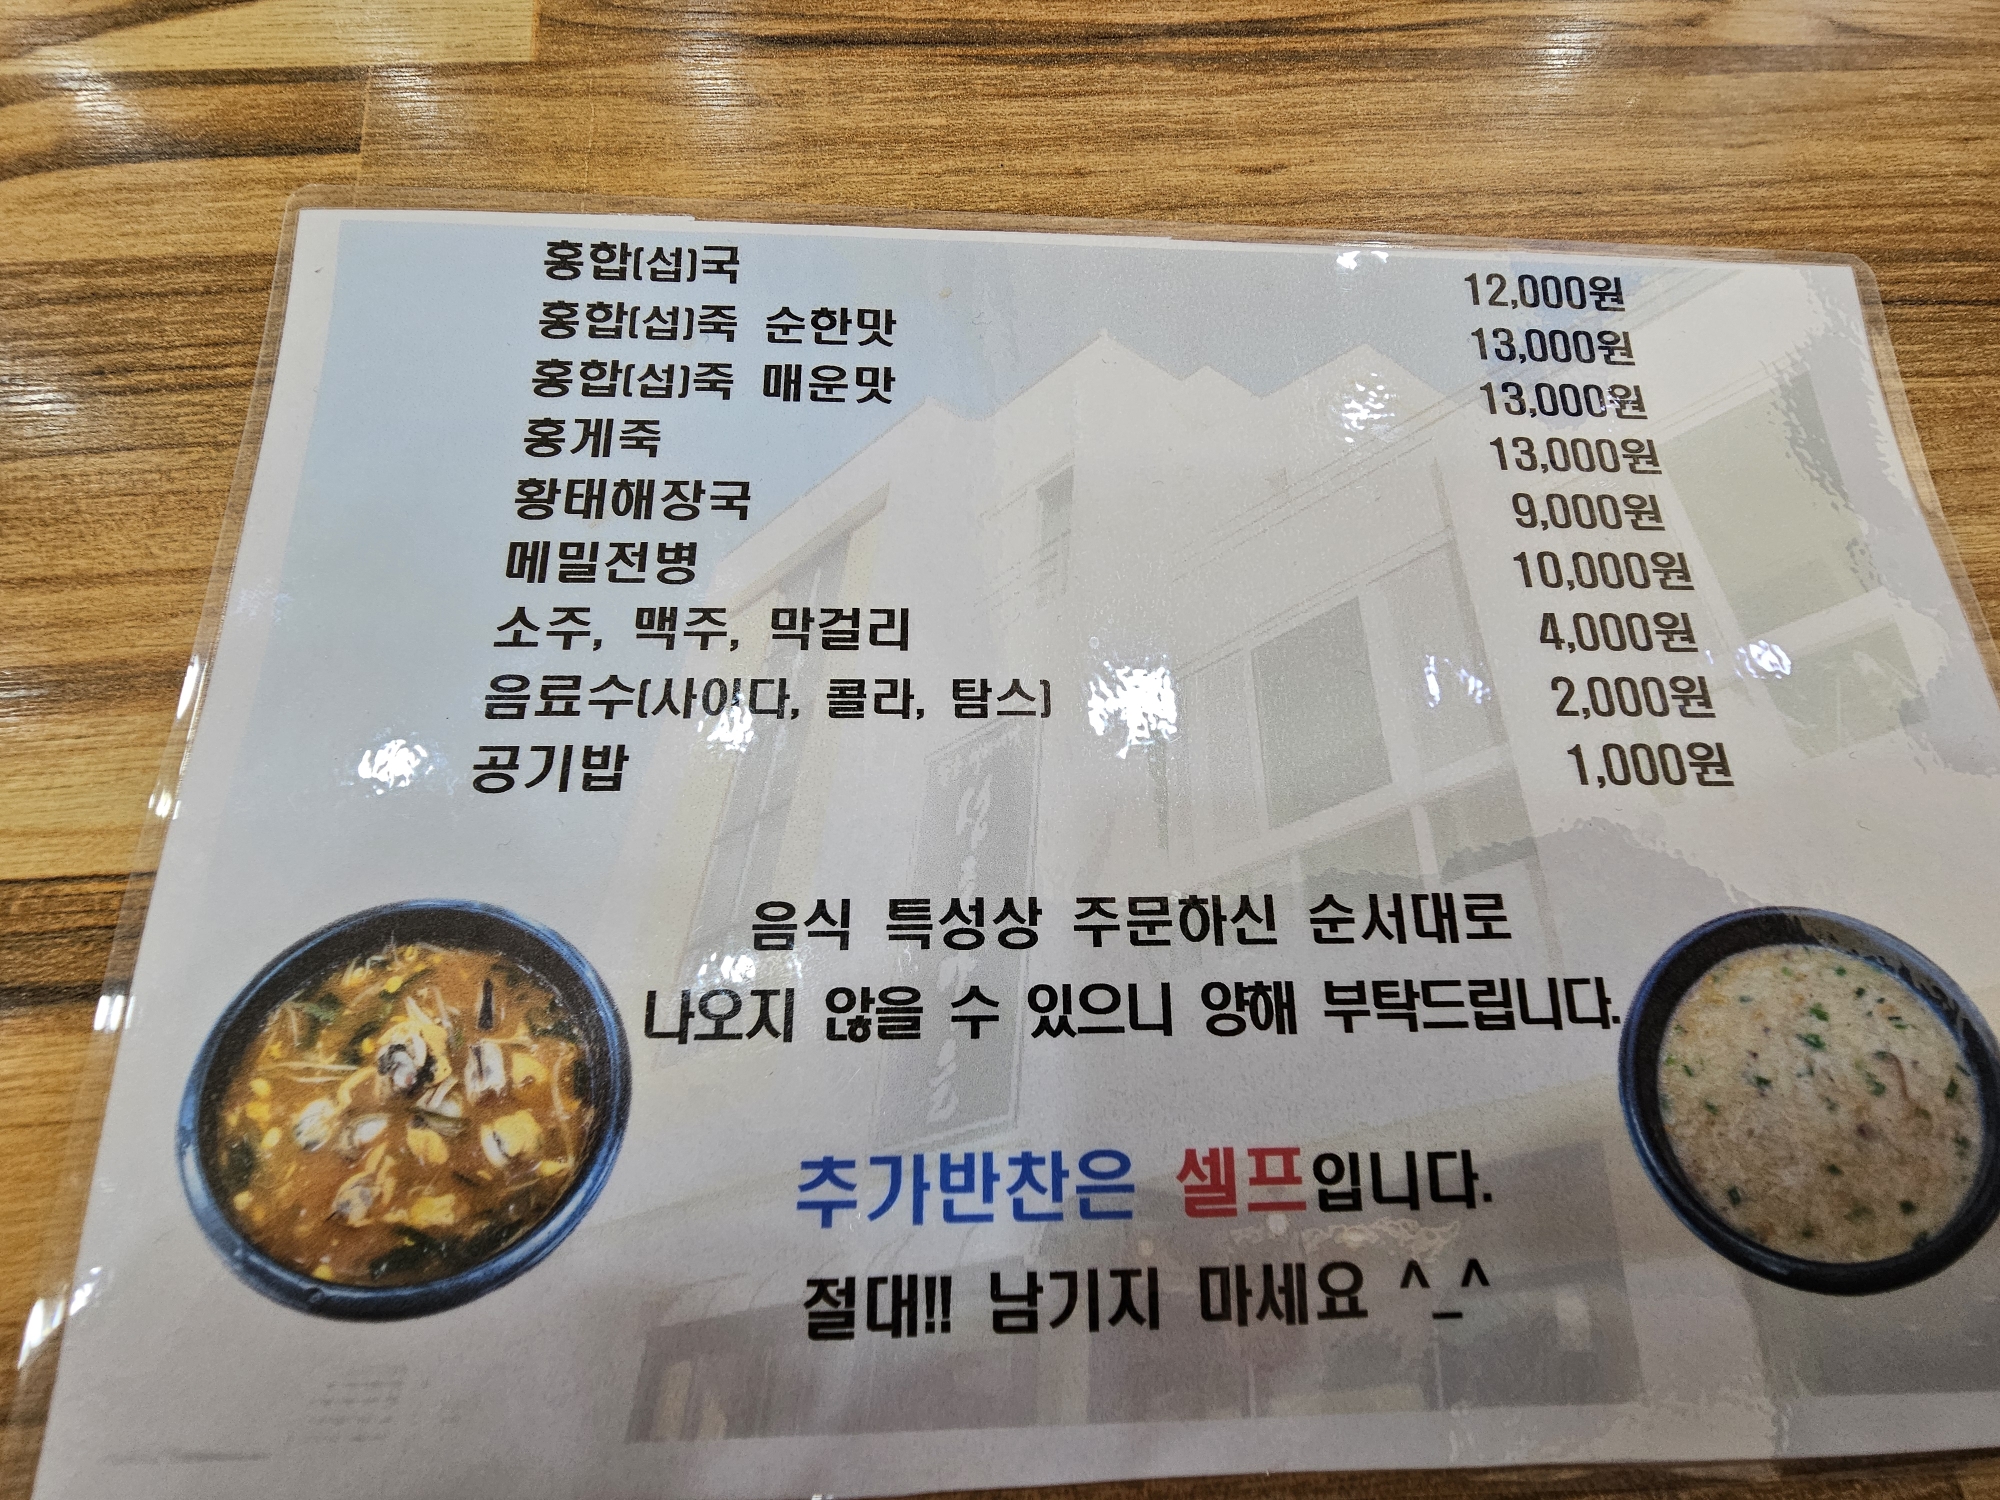 홍합(섭)국 12,000원
홍합(섭)죽 순한맛 13,000원
홍합(섭)죽 매운맛 13,000원
홍게죽 13,000원
황태해장국 9,000원
메밀전병 10,000원
소주, 맥주, 막걸리 4,000원
음료수(사이다, 콜라, 탐스) 2,000원
공기밥 1,000원
음식 특성상 주문하신 순서대로
나오지 않을 수 있으니 양해 부탁드립니다.
추가반찬은 셀프입니다.
절대!! 남기지 마세요 ^_^